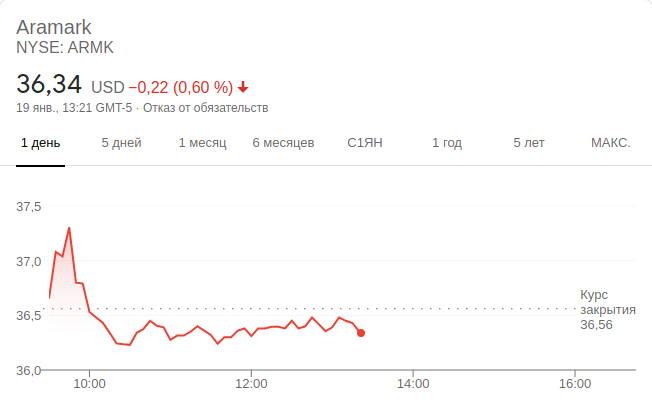 Aramark
NYSE: ARMK
36,34 USD −0,22 (0,60 %)
19 янв., 13:21 GMT-5 · Отказ от обязательств
1 день 5 дней 1 месяц 6 месяцев С1ЯН 1 год 5 лет МАКС.
37,5
37,0
36,5
36,0
Курс
закрытия
36,56
10:00 12:00 14:00 16:00